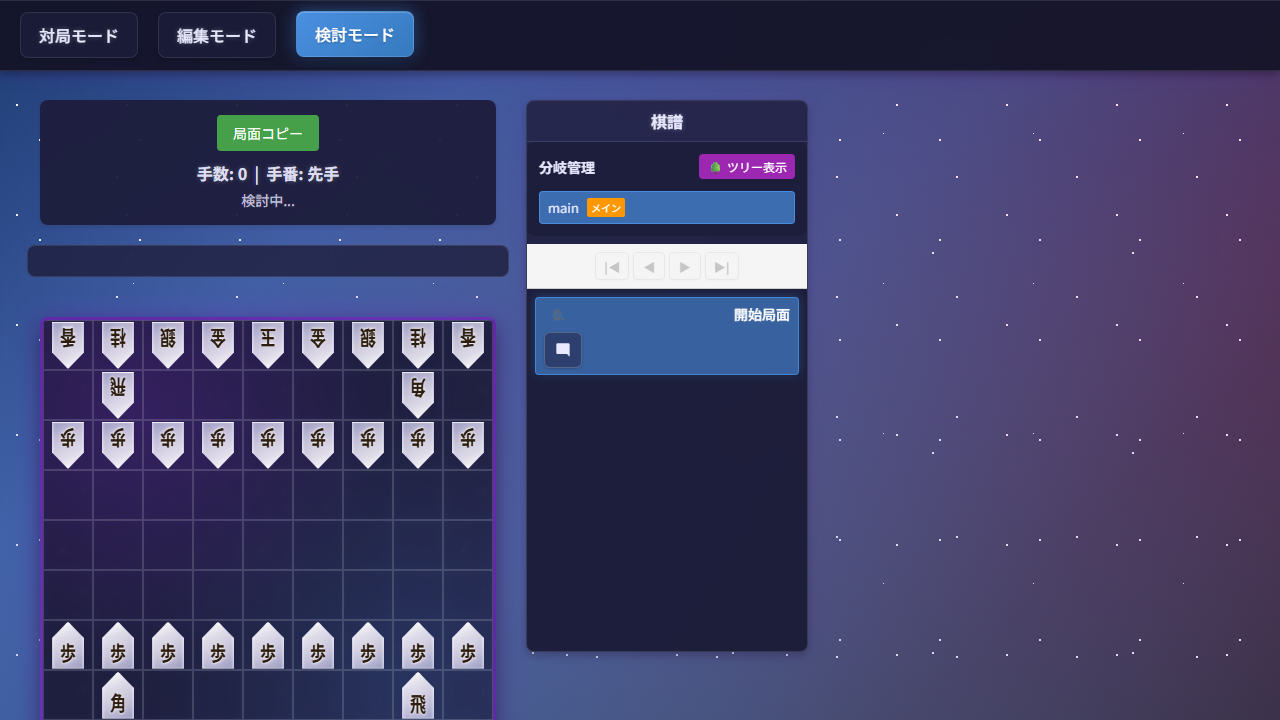 対局モード 編集モード 検討モード
局面コピー
手数: 0 | 手番: 先手
検討中...
香 桂 銀 金 玉 金 銀 桂 香
飛 角
歩 歩 歩 歩 歩 歩 歩 歩 歩
歩 歩 歩 歩 歩 歩 歩 歩 歩
角 飛
棋譜
分岐管理 ツリー表示
main メイン
開始局面